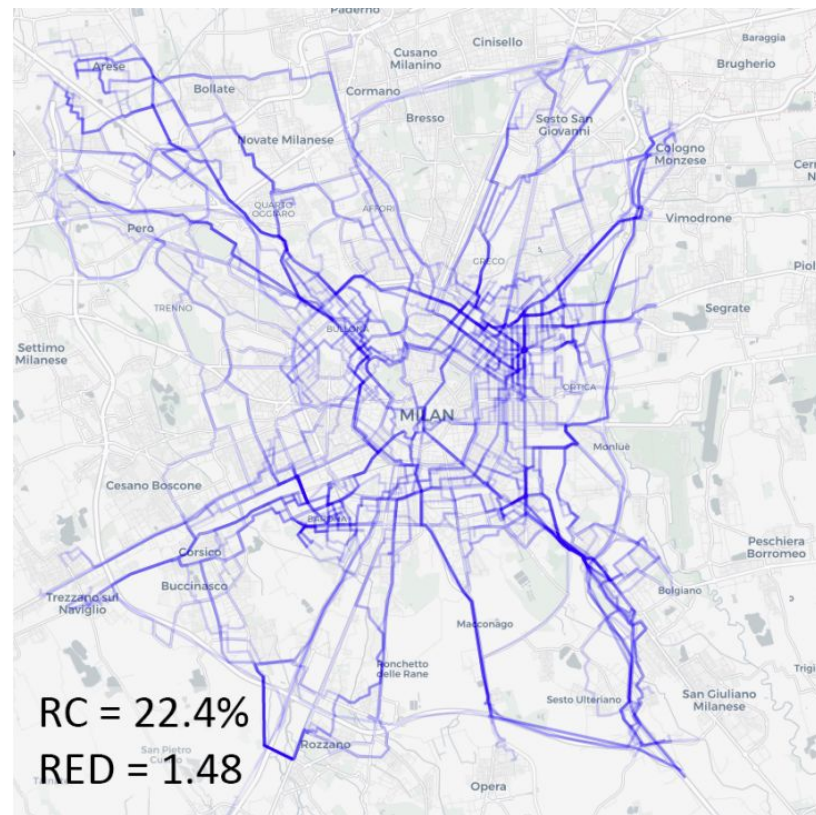 Paderno
Cinisello
Baraggia
Cusano
Milanino
Brugherio
Arese
Bollate
Cormano
Bresso
Sesto San
Giovanni
Novate Milanese
Cologno
Monzese
QUARTO
OGGIARO
AFFORI
Vimodrone
Pero
GRECO
TRENNO
Segrate
Settimo
Milanese
MILAN
ORTICA
Monluè
Cesano Boscone
Corsico
Peschiera
Borromeo
Buccinasco
Bolgiano
Trezzano sul
Naviglio
Macconago
Ronchetto
delle Rane
Sesto Ulteriano
San Giuliano
Milanese
RC = 22.4%
Rozzano
San Pietro
RED = 1.48
Opera